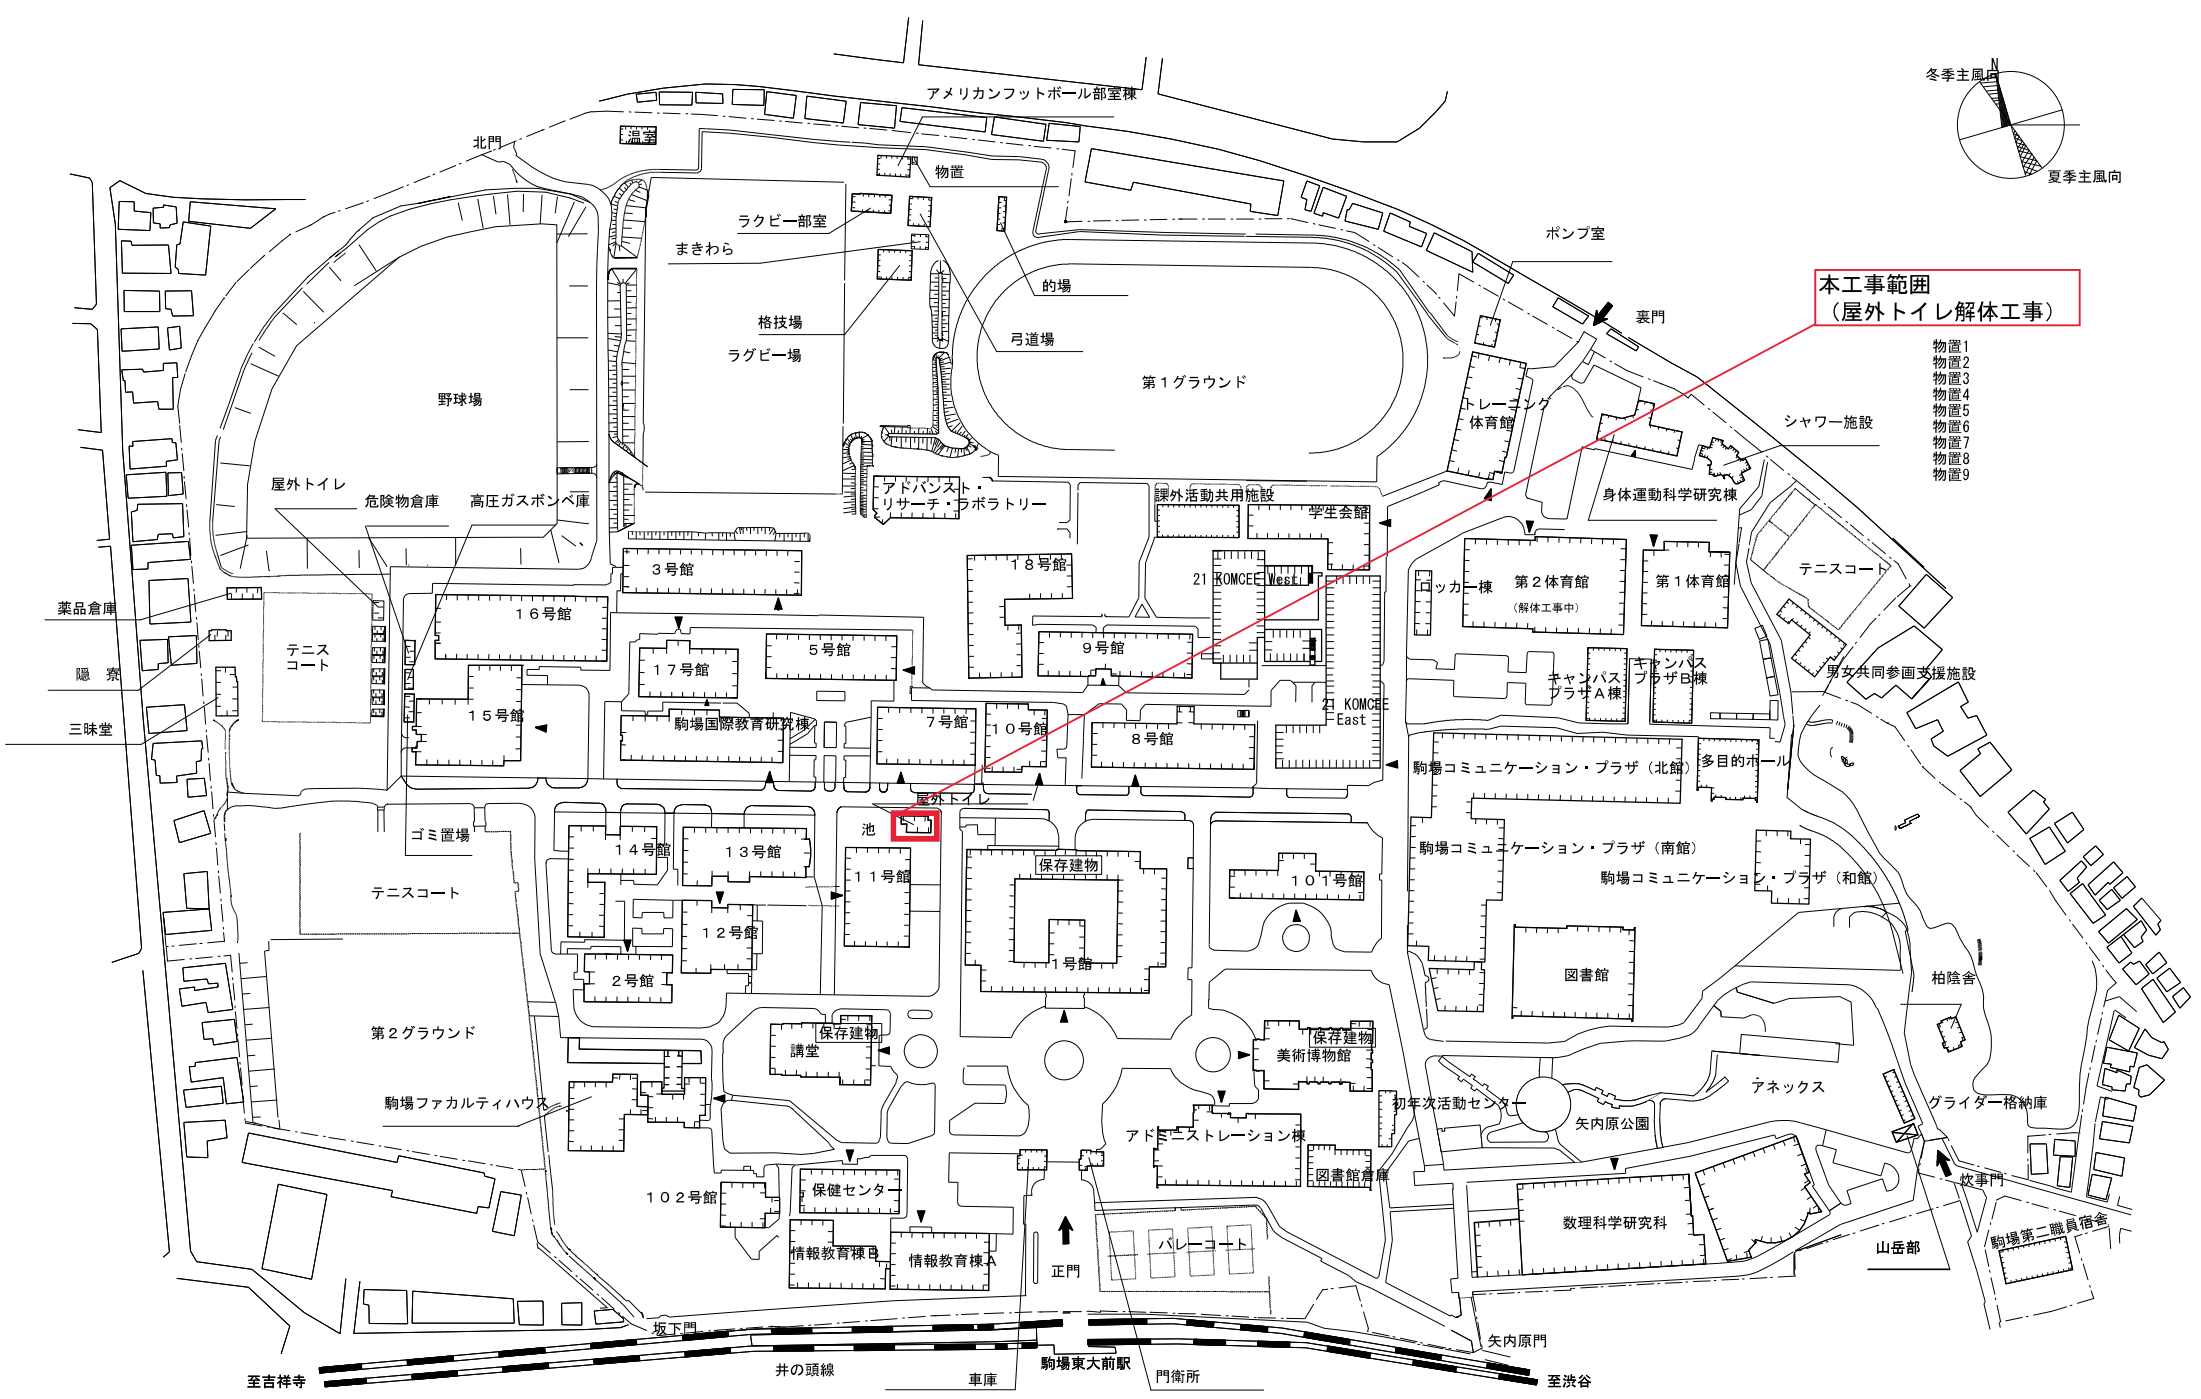 冬季主風向
N
夏季主風向
アメリカンフットボール部室棟
北門
温室
物置
ラクビー部室
まきわら
ポンプ室
的場
本工事範囲
（屋外トイレ解体工事）
格技場
弓道場
裏門
ラグビー場
物置1
物置2
物置3
物置4
物置5
物置6
物置7
物置8
物置9
第１グラウンド
野球場
トレーニング
体育館
シャワー施設
屋外トイレ
危険物倉庫
高圧ガスボンベ庫
アドバンスト・
リサーチ・ラボラトリー
課外活動共用施設
学生会館
身体運動科学研究棟
３号館
１８号館
21 KOMCEE West
ロッカー棟
第２体育館
（解体工事中）
第１体育館
テニスコート
薬品倉庫
１６号館
テニス
コート
５号館
９号館
隠　寮
１７号館
キャンパス
プラザＡ棟
キャンパス
プラザＢ棟
男女共同参画支援施設
三昧堂
１５号館
駒場国際教育研究棟
７号館
１０号館
８号館
21 KOMCEE
East
駒場コミュニケーション・プラザ（北館）
多目的ホール
屋外トイレ
ゴミ置場
池
１４号館
１３号館
１１号館
保存建物
１０１号館
駒場コミュニケーション・プラザ（南館）
駒場コミュニケーション・プラザ（和館）
テニスコート
１２号館
２号館
１号館
図書館
柏陰舎
第２グラウンド
保存建物
講堂
保存建物
美術博物館
アネックス
駒場ファカルティハウス
初年次活動センター
グライダー格納庫
矢内原公園
アドミニストレーション棟
図書館倉庫
炊事門
１０２号館
保健センター
数理科学研究科
駒場第二職員宿舎
情報教育棟Ｂ
情報教育棟Ａ
バレーコート
山岳部
正門
坂下門
矢内原門
井の頭線
駒場東大前駅
至吉祥寺
車庫
門衛所
至渋谷